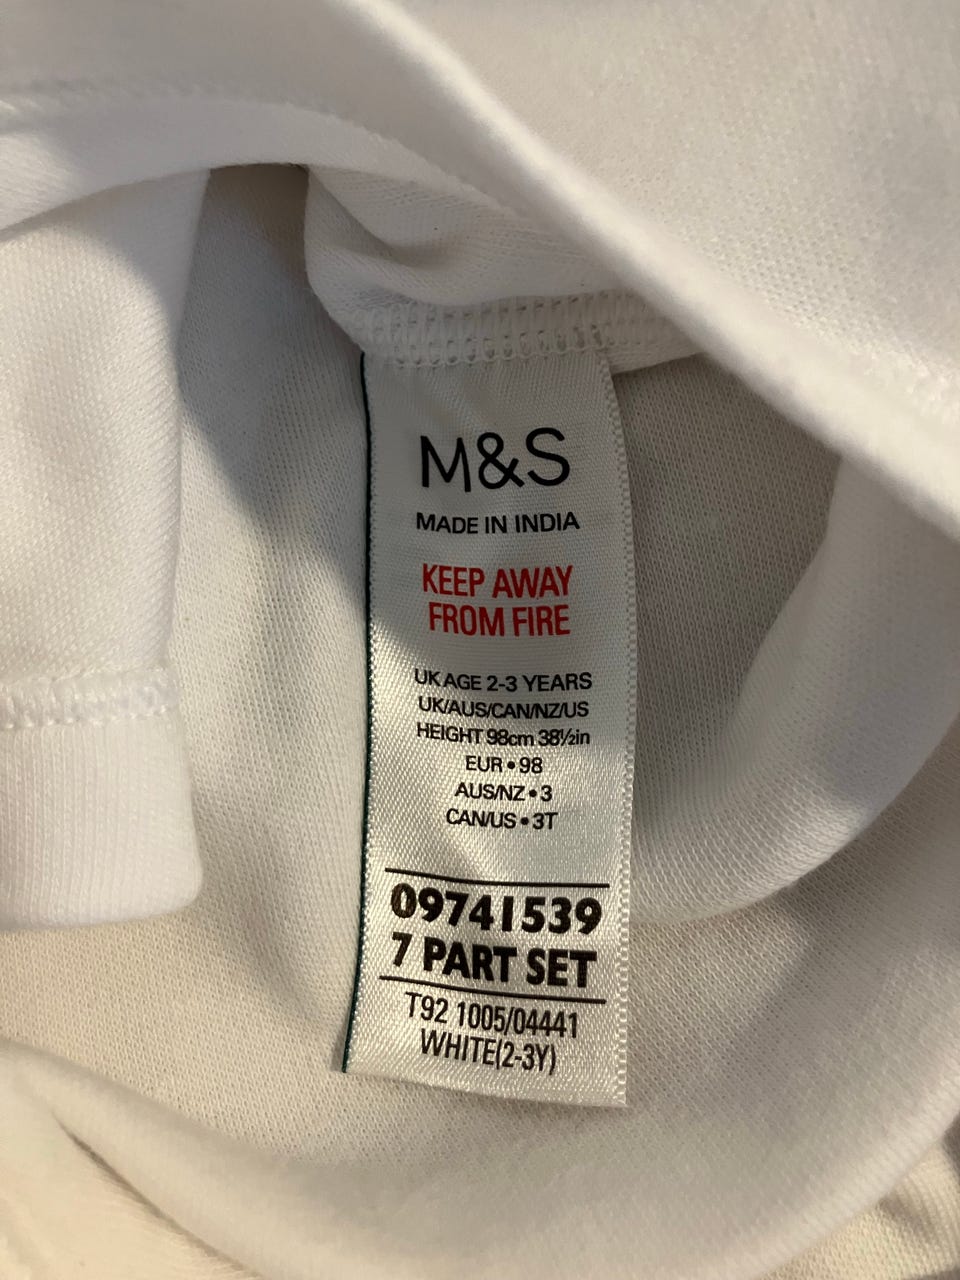 M&S
MADE IN INDIA
KEEP AWAY
FROM FIRE
UK AGE 2-3 YEARS
UK/AUS/CAN/NZ/US
HEIGHT 98cm 38½in
EUR • 98
AUS/NZ • 3
CAN/US • 3T
09741539
7 PART SET
T92 1005/04441
WHITE(2-3Y)